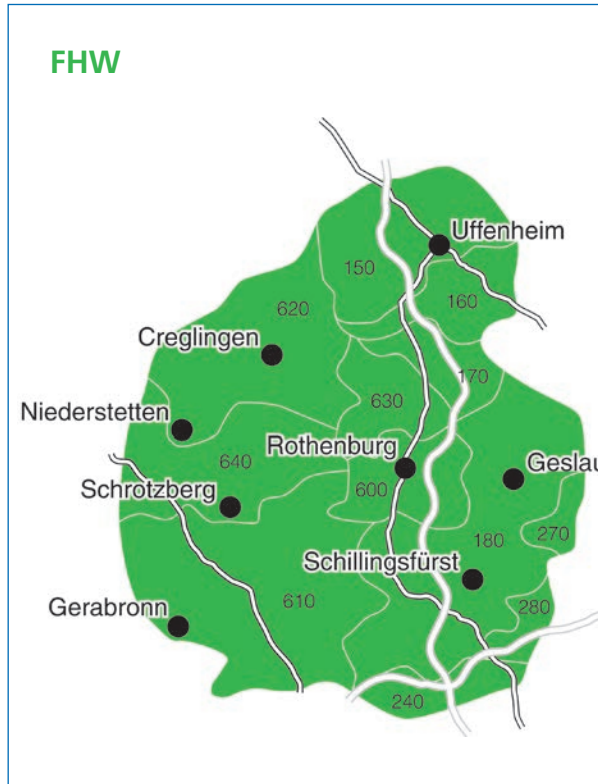 FHW
Uffenheim
150
160
620
Creglingen
170
630
Niederstetten
Rothenburg
640
Geslau
600
Schrotzberg
180
270
Schillingsfürst
610
280
Gerabronn
240